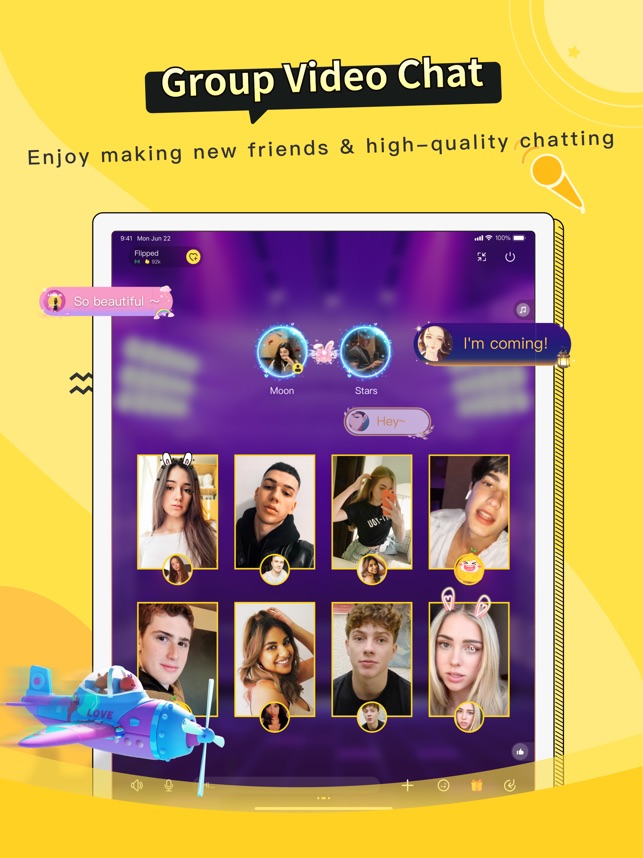 Group Video Chat
Enjoy making new friends & high-quality chatting
9:41 Mon Jun 22
100%
Flipped
92k
So beautiful ~
I'm coming!
Moon
Stars
Hey~
LOVE